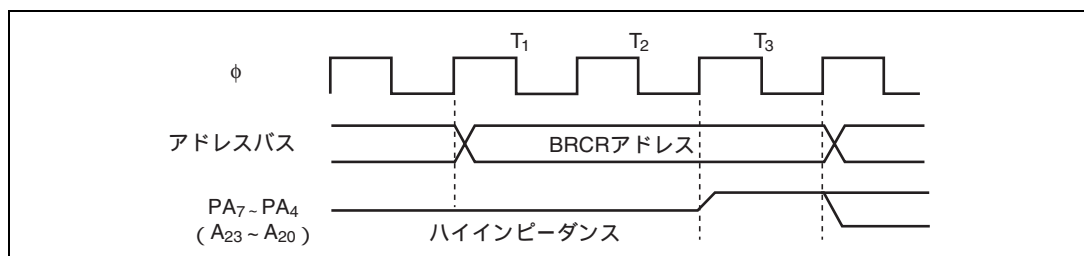 T1 T2 T3
φ
アドレスバス
BRCRアドレス
PA7~PA4
(A23~A20)
ハイインピーダンス